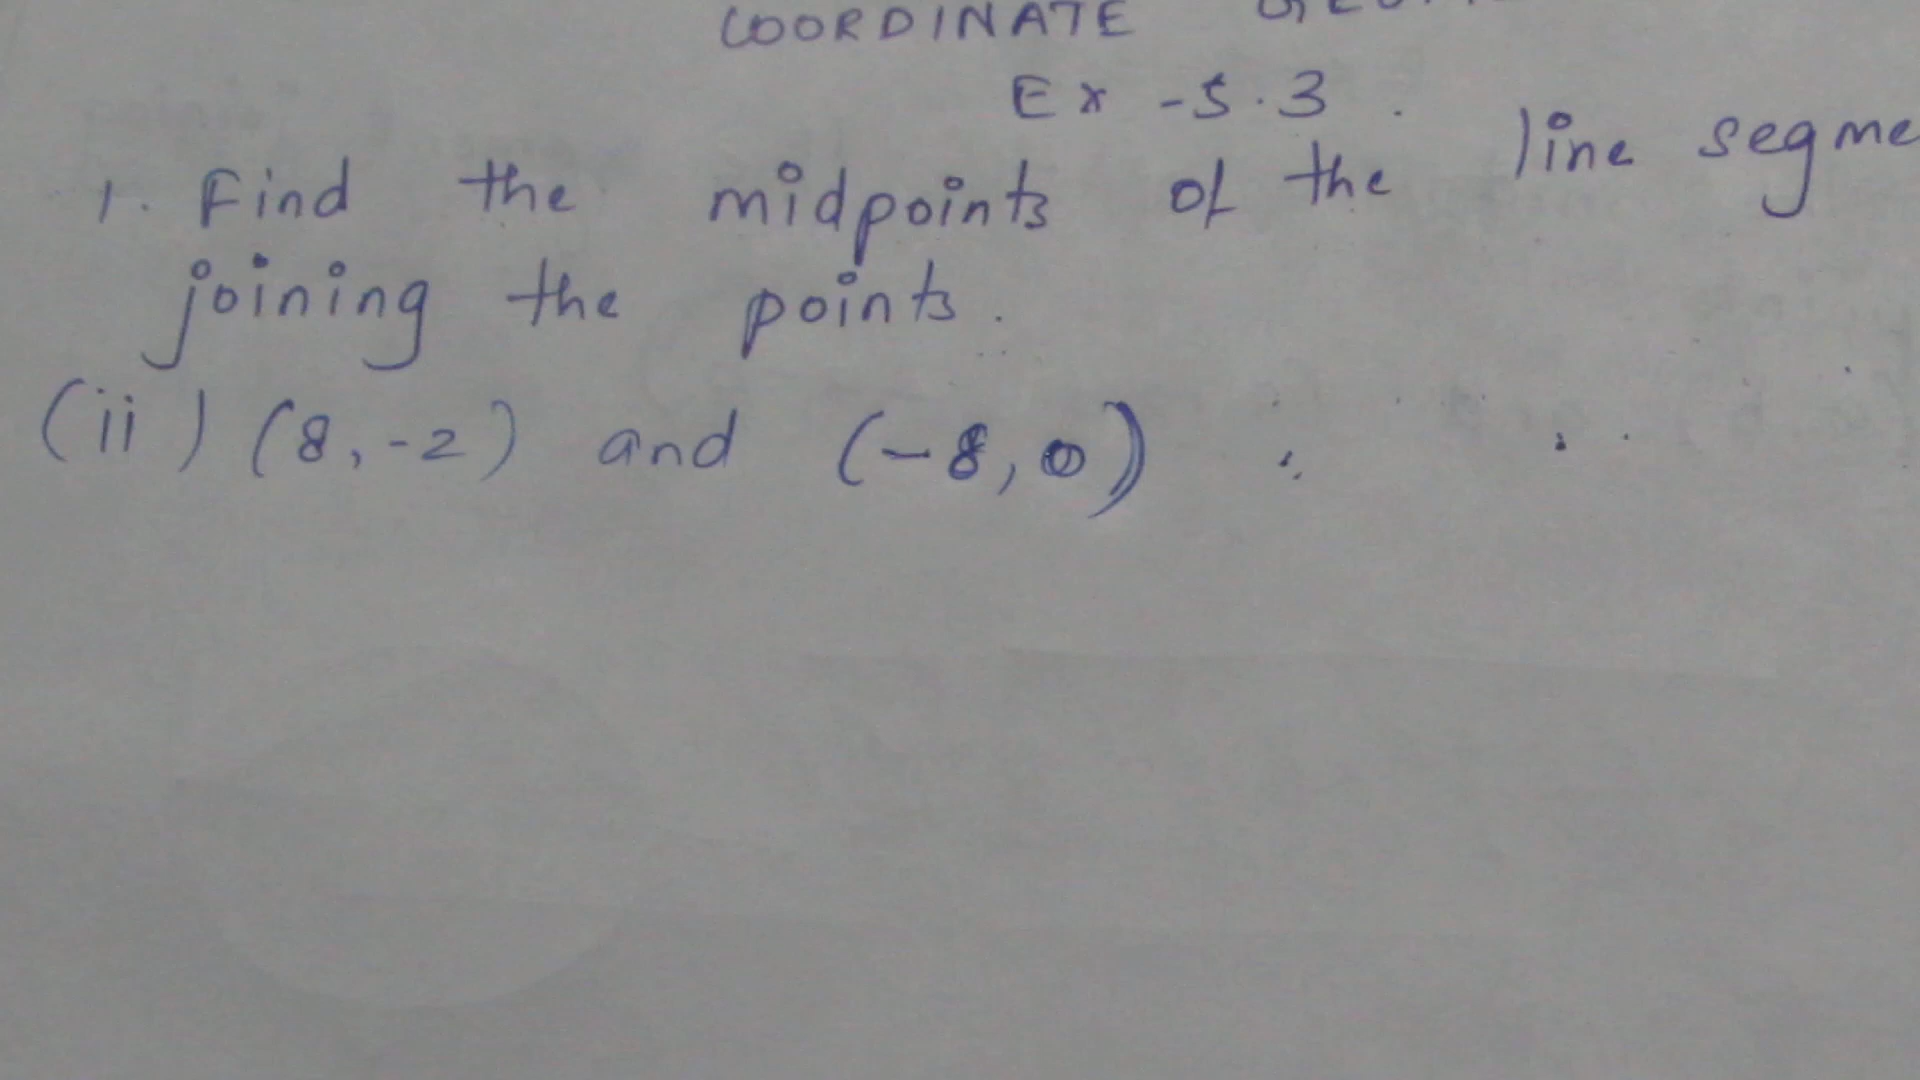 COORDINATE
Ex - 5.3.
1. Find the midpoints of the line
joining the points.
(ii) (8, -2) and (-8, 0)